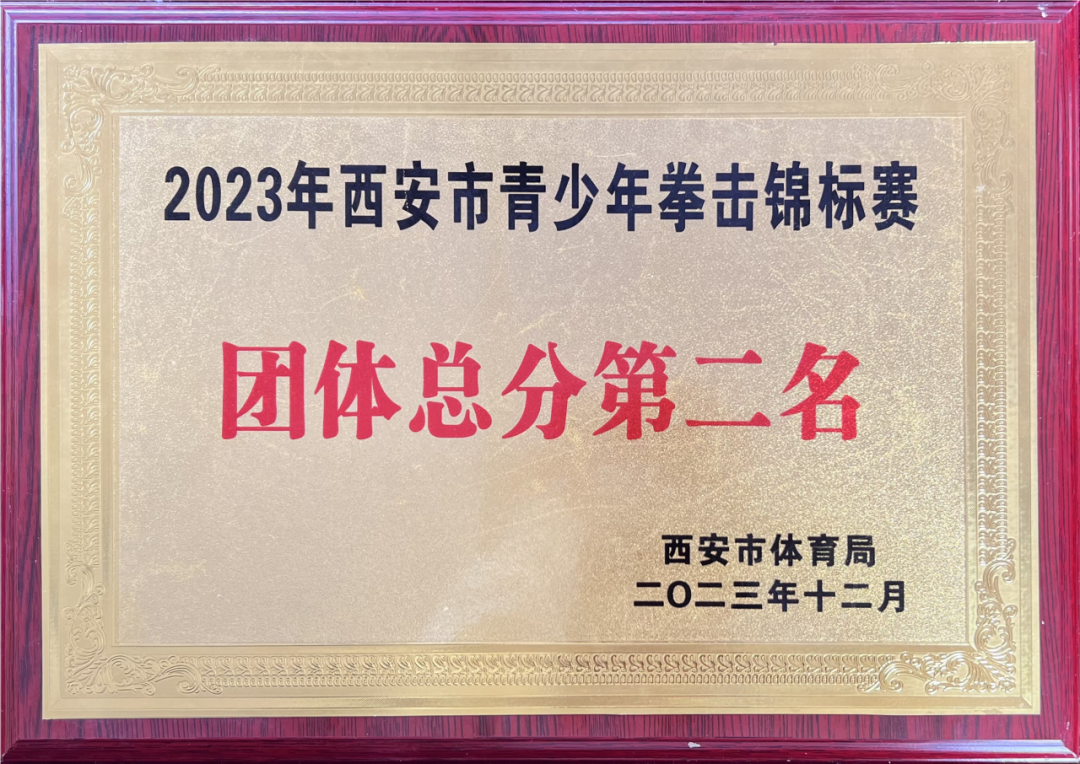 2023年西安市青少年拳击锦标赛
团体总分第二名
西安市体育局
二〇二三年十二月